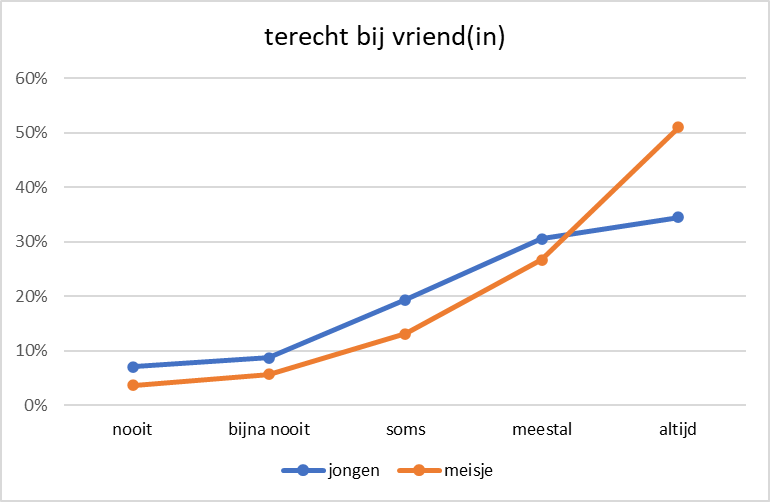 terecht bij vriend(in)
60%
50%
40%
30%
20%
10%
0%
nooit bijna nooit soms meestal altijd
jongen meisje